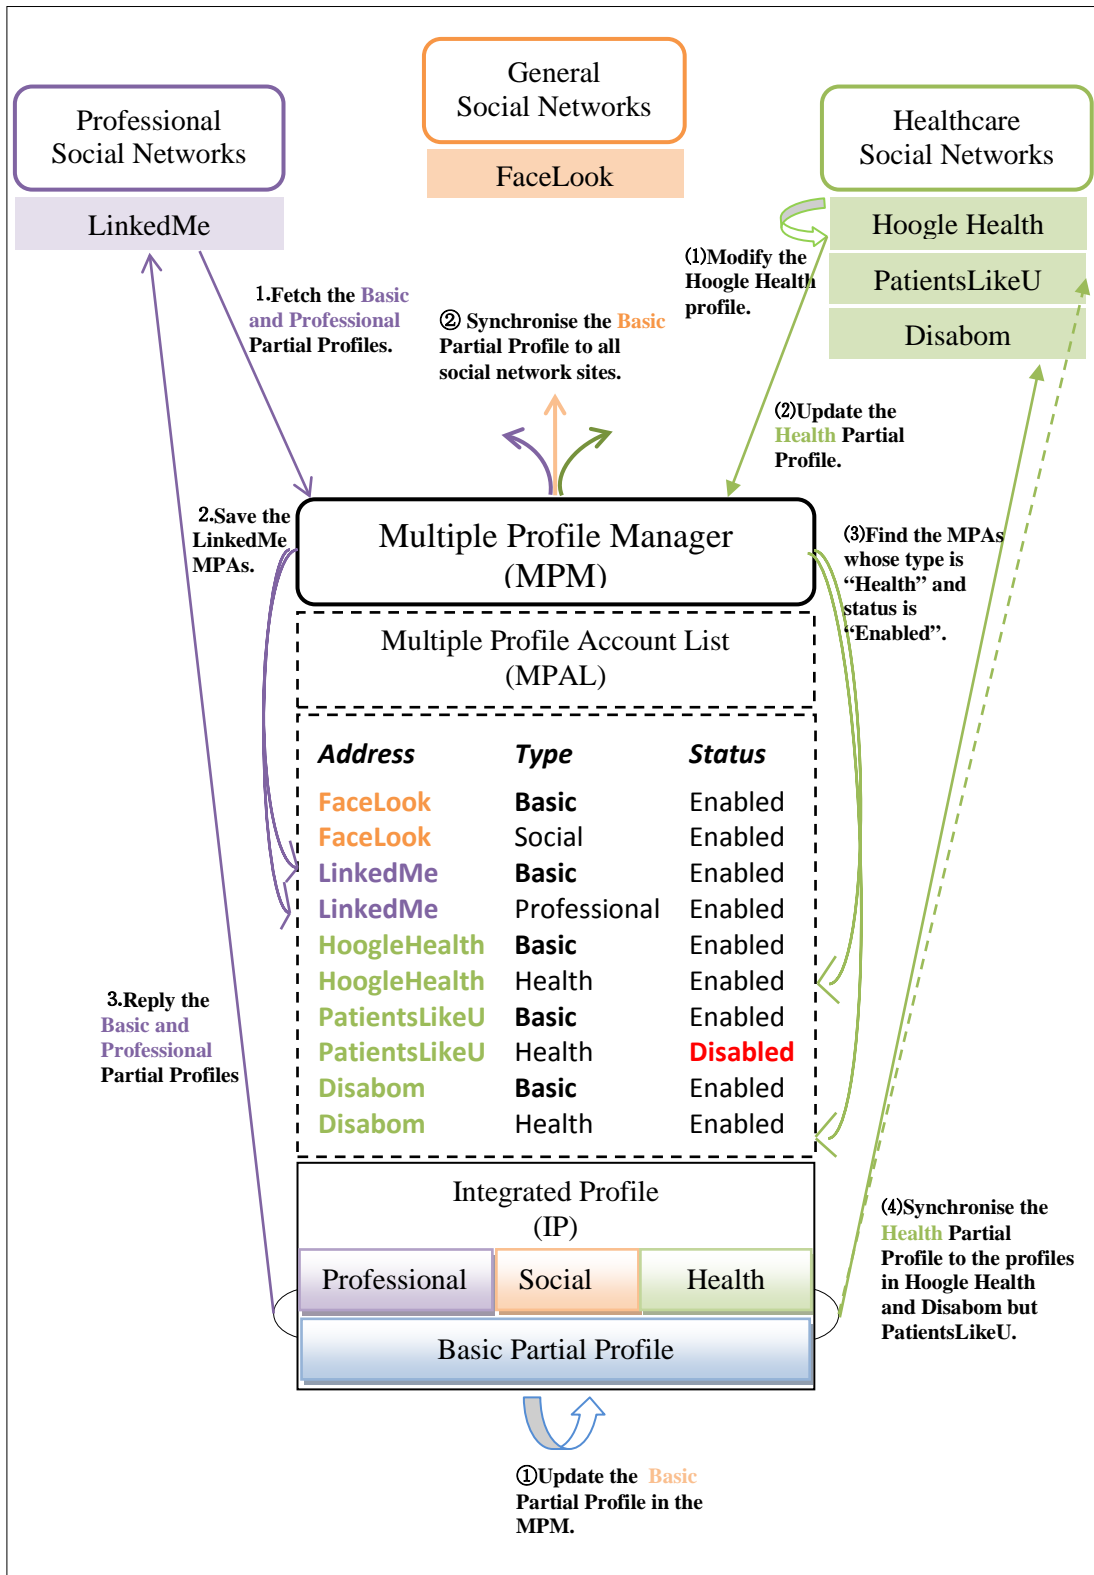 General
Social Networks
FaceLook
Professional
Social Networks
LinkedMe
Healthcare
Social Networks
Hoogle Health
PatientsLikeU
Disabom
1.Fetch the Basic
and Professional
Partial Profiles.
② Synchronise the Basic
Partial Profile to all
social network sites.
⑴Modify the
Hoogle Health
profile.
⑵Update the
Health Partial
Profile.
2.Save the
LinkedMe
MPAs.
Multiple Profile Manager
(MPM)
⑶Find the MPAs
whose type is
“Health” and
status is
“Enabled”.
Multiple Profile Account List
(MPAL)
Address Type Status
FaceLook Basic Enabled
FaceLook Social Enabled
LinkedMe Basic Enabled
LinkedMe Professional Enabled
HoogleHealth Basic Enabled
HoogleHealth Health Enabled
PatientsLikeU Basic Enabled
PatientsLikeU Health Disabled
Disabom Basic Enabled
Disabom Health Enabled
3.Reply the
Basic and
Professional
Partial Profiles
Integrated Profile
(IP)
Professional Social Health
Basic Partial Profile
⑷Synchronise the
Health Partial
Profile to the profiles
in Hoogle Health
and Disabom but
PatientsLikeU.
①Update the Basic
Partial Profile in the
MPM.